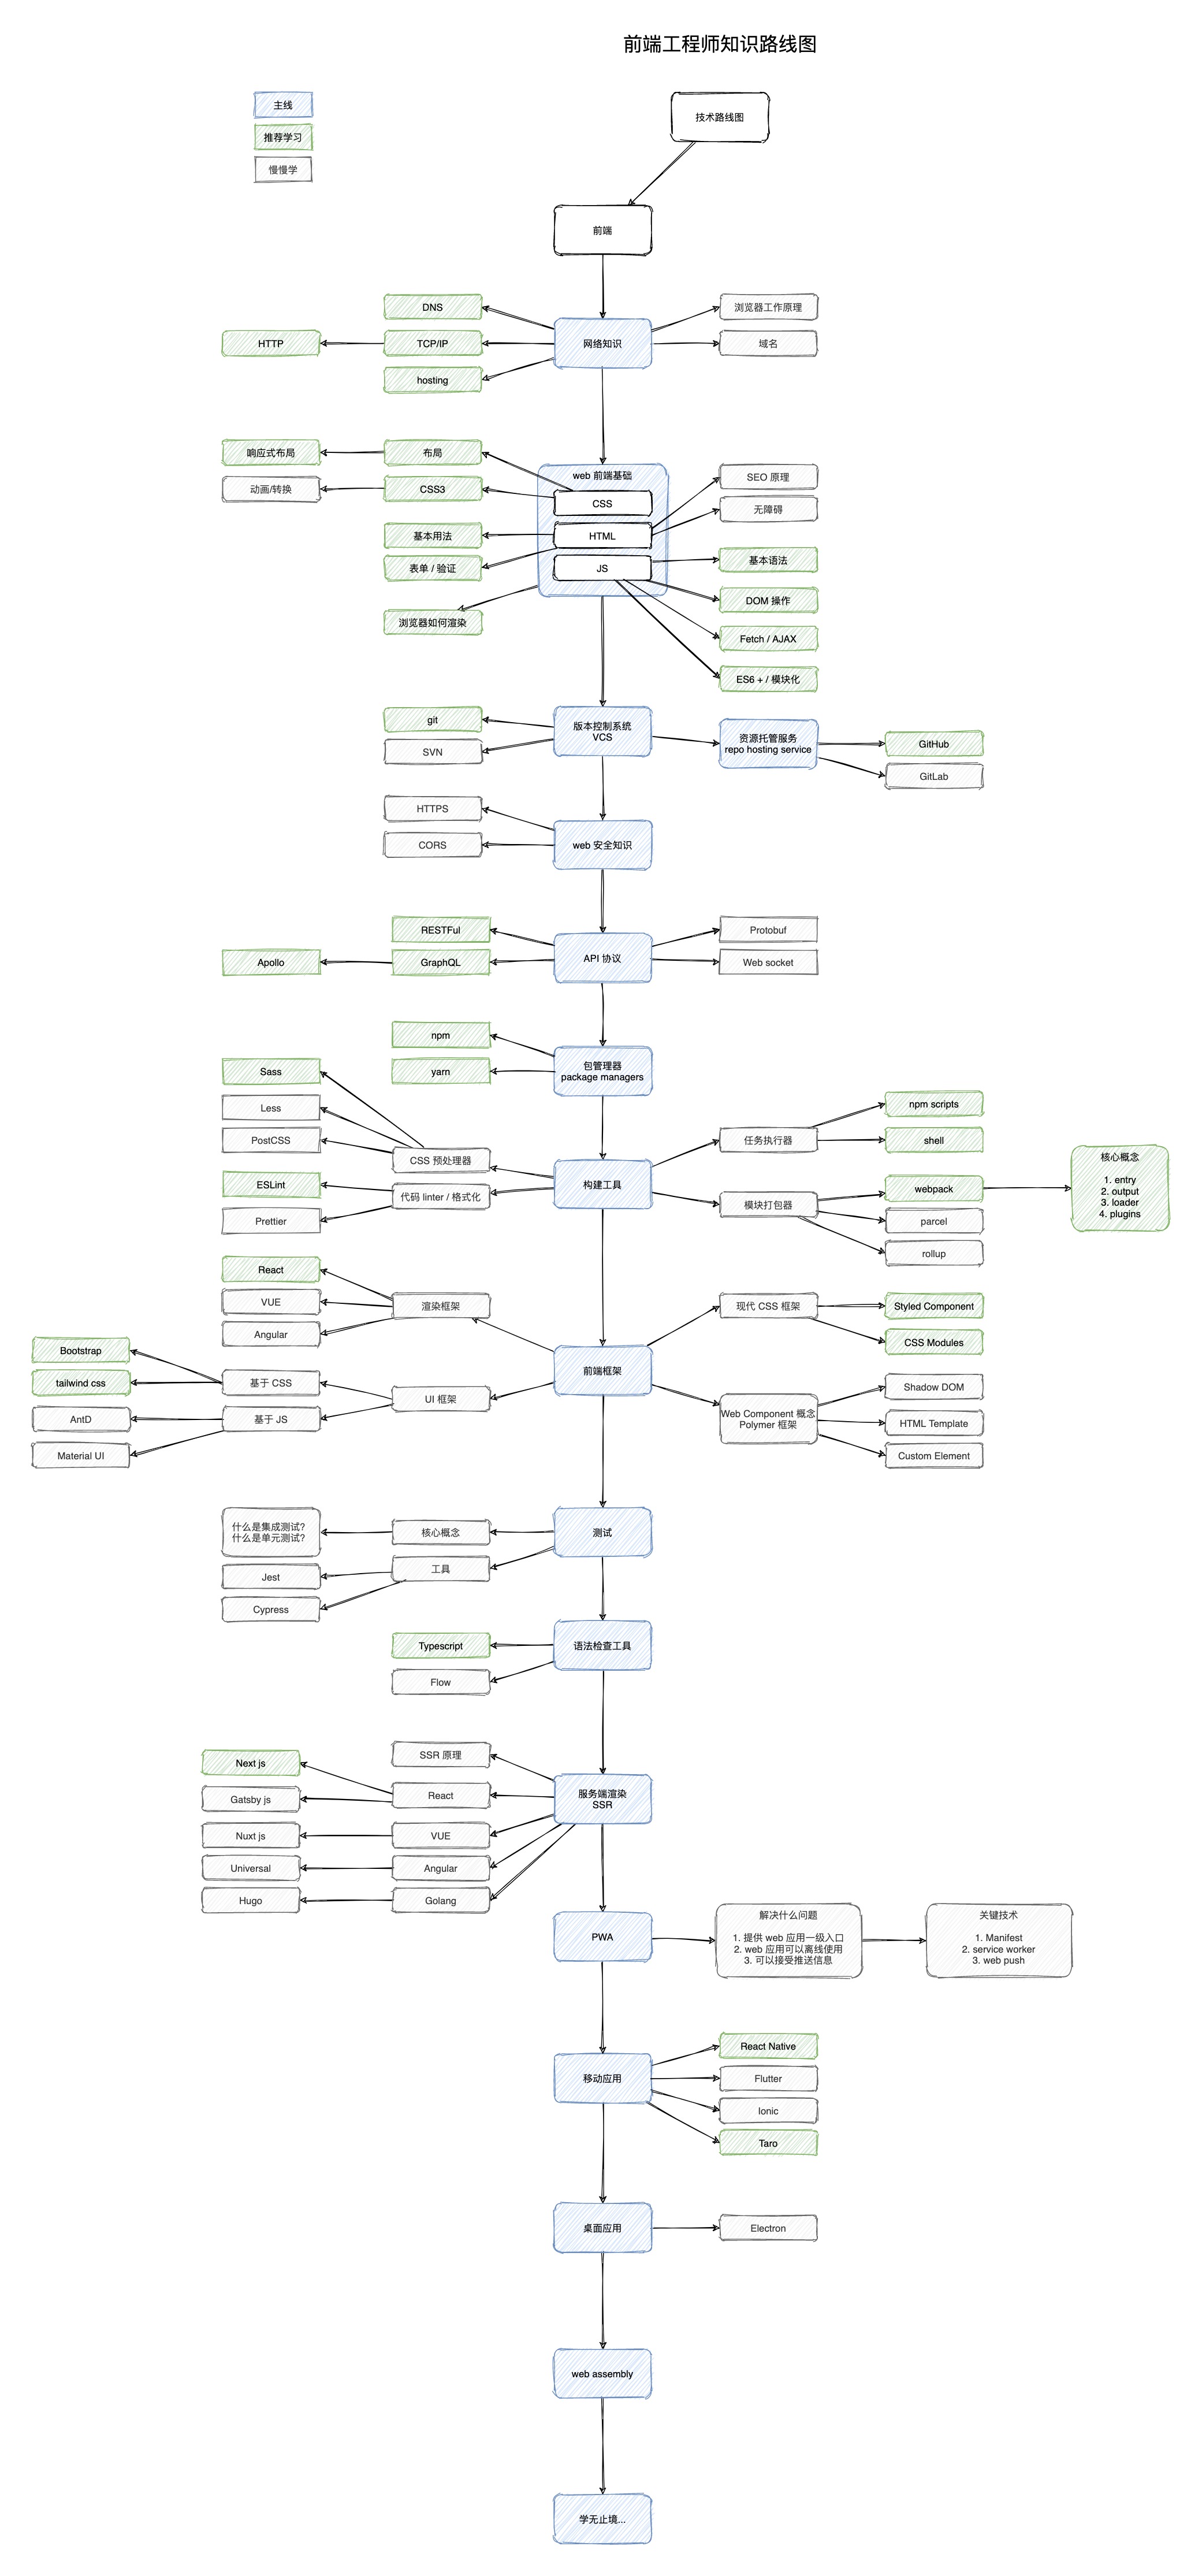 前端工程师知识路线图
主线
推荐学习
慢慢学
技术路线图
前端
DNS
浏览器工作原理
HTTP
TCP/IP
网络知识
域名
hosting
响应式布局
布局
web 前端基础
SEO 原理
动画/转换
CSS3
CSS
无障碍
基本用法
HTML
基本语法
表单 / 验证
JS
DOM 操作
浏览器如何渲染
Fetch / AJAX
ES6 + / 模块化
git
版本控制系统
VCS
资源托管服务
repo hosting service
GitHub
SVN
GitLab
HTTPS
CORS
web 安全知识
RESTFul
Protobuf
Apollo
GraphQL
API 协议
Web socket
npm
yarn
包管理器
package managers
Sass
Less
PostCSS
CSS 预处理器
ESLint
代码 linter / 格式化
Prettier
构建工具
任务执行器
npm scripts
shell
模块打包器
webpack
parcel
rollup
核心概念
1. entry
2. output
3. loader
4. plugins
React
VUE
渲染框架
Angular
现代 CSS 框架
Styled Component
CSS Modules
前端框架
Bootstrap
tailwind css
基于 CSS
UI 框架
AntD
基于 JS
Material UI
Web Component 概念
Polymer 框架
Shadow DOM
HTML Template
Custom Element
什么是集成测试?
什么是单元测试?
核心概念
测试
Jest
工具
Cypress
Typescript
语法检查工具
Flow
SSR 原理
Next js
React
Gatsby js
服务端渲染
SSR
Nuxt js
VUE
Universal
Angular
Hugo
Golang
PWA
解决什么问题
1. 提供 web 应用一级入口
2. web 应用可以离线使用
3. 可以接受推送信息
关键技术
1. Manifest
2. service worker
3. web push
React Native
移动应用
Flutter
Ionic
Taro
桌面应用
Electron
web assembly
学无止境...